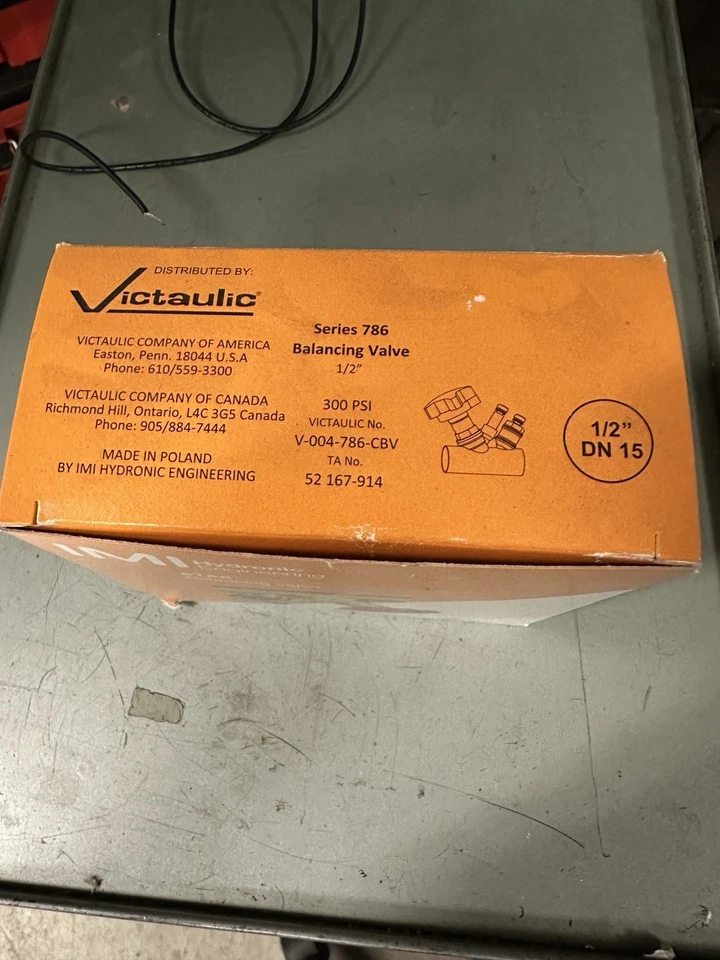 DISTRIBUTED BY:
Victaulic®
VICTAULIC COMPANY OF AMERICA
Easton, Penn. 18044 U.S.A
Phone: 610/559-3300
VICTAULIC COMPANY OF CANADA
Richmond Hill, Ontario, L4C 3G5 Canada
Phone: 905/884-7444
MADE IN POLAND
BY IMI HYDRONIC ENGINEERING
Series 786
Balancing Valve
1/2"
300 PSI
VICTAULIC No.
V-004-786-CBV
TA No.
52 167-914
1/2"
DN 15
IMI Hydronic
Engineering